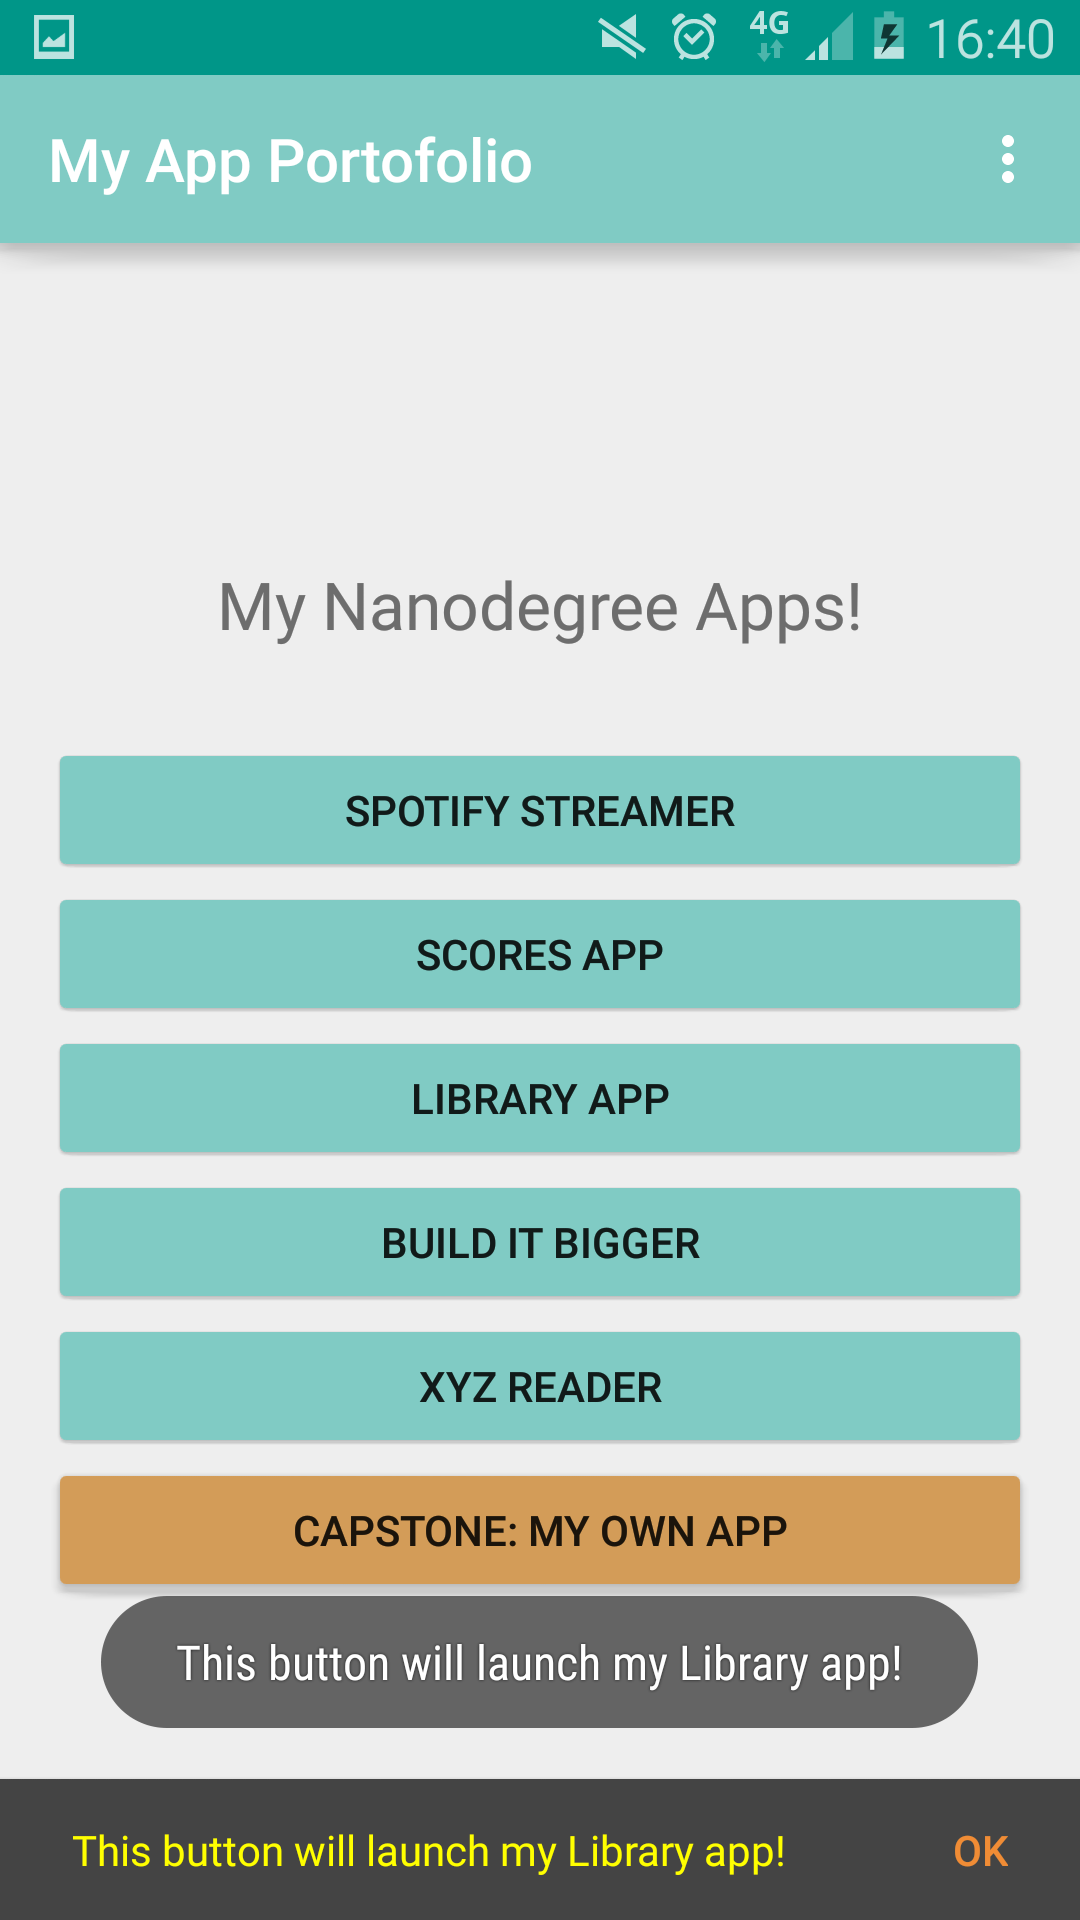 4G 16:40
My App Portofolio
My Nanodegree Apps!
SPOTIFY STREAMER
SCORES APP
LIBRARY APP
BUILD IT BIGGER
XYZ READER
CAPSTONE: MY OWN APP
This button will launch my Library app!
This button will launch my Library app! OK